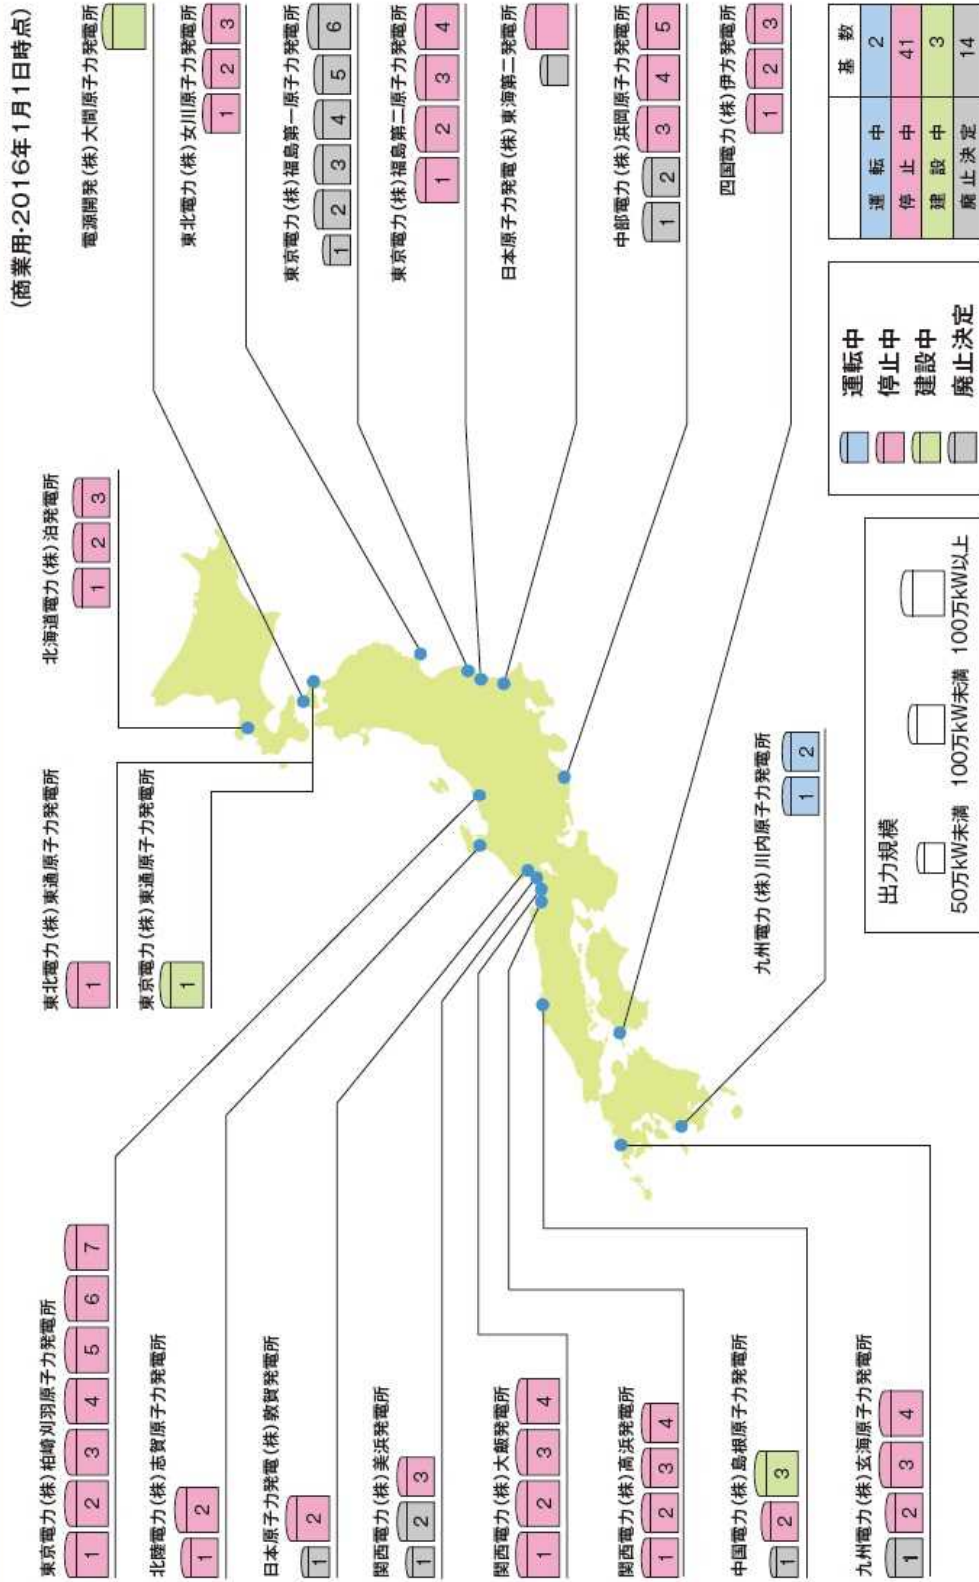 (商業用・2016年1月1日時点)
東京電力(株)柏崎刈羽原子力発電所
1 2 3 4 5 6 7
北陸電力(株)志賀原子力発電所
1 2
日本原子力発電(株)敦賀発電所
1 2
関西電力(株)美浜発電所
1 2 3
関西電力(株)大飯発電所
1 2 3 4
関西電力(株)高浜発電所
1 2 3 4
中国電力(株)島根原子力発電所
1 2 3
九州電力(株)玄海原子力発電所
1 2 3 4
東北電力(株)東通原子力発電所
1
東京電力(株)東通原子力発電所
1
北海道電力(株)泊発電所
1 2 3
九州電力(株)川内原子力発電所
1 2
電源開発(株)大間原子力発電所
東北電力(株)女川原子力発電所
1 2 3
東京電力(株)福島第一原子力発電所
1 2 3 4 5 6
東京電力(株)福島第二原子力発電所
1 2 3 4
日本原子力発電(株)東海第二発電所
中部電力(株)浜岡原子力発電所
1 2 3 4 5
四国電力(株)伊方発電所
1 2 3
出力規模
50万kW未満 100万kW未満 100万kW以上
運転中
停止中
建設中
廃止決定
基数
運転中 2
停止中 41
建設中 3
廃止決定 14